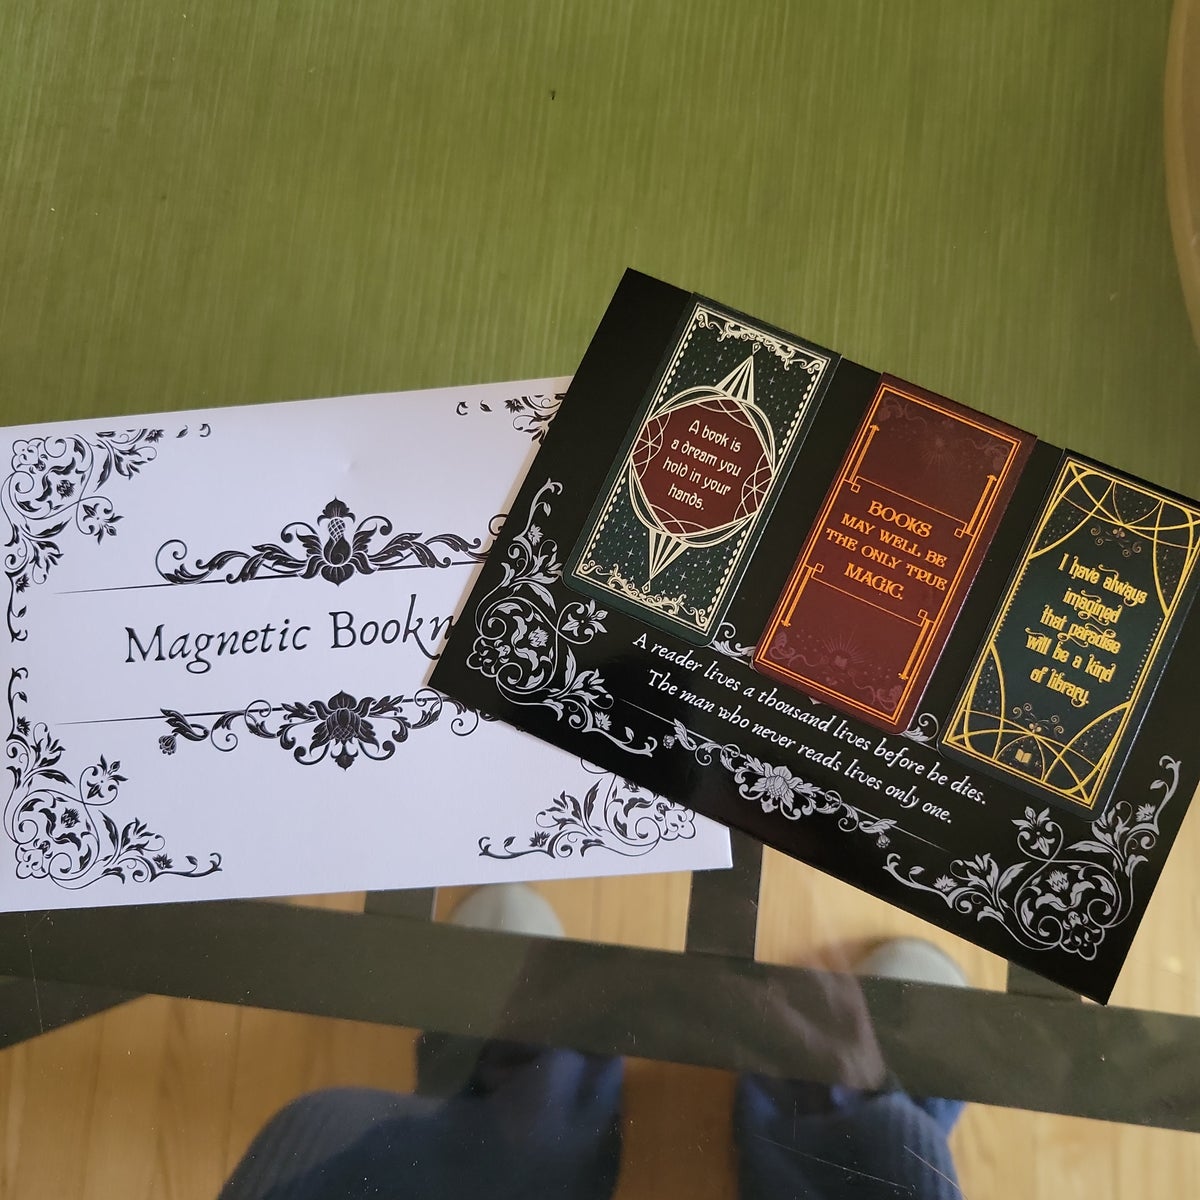 Magnetic
A book is
a dream you
hold in your
hands.
BOOKS
MAY WELL BE
THE ONLY TRUE
MAGIC.
I have always
imagined
that paradise
will be a kind
of library.
A reader lives a thousand lives before he dies.
The man who never reads lives only one.